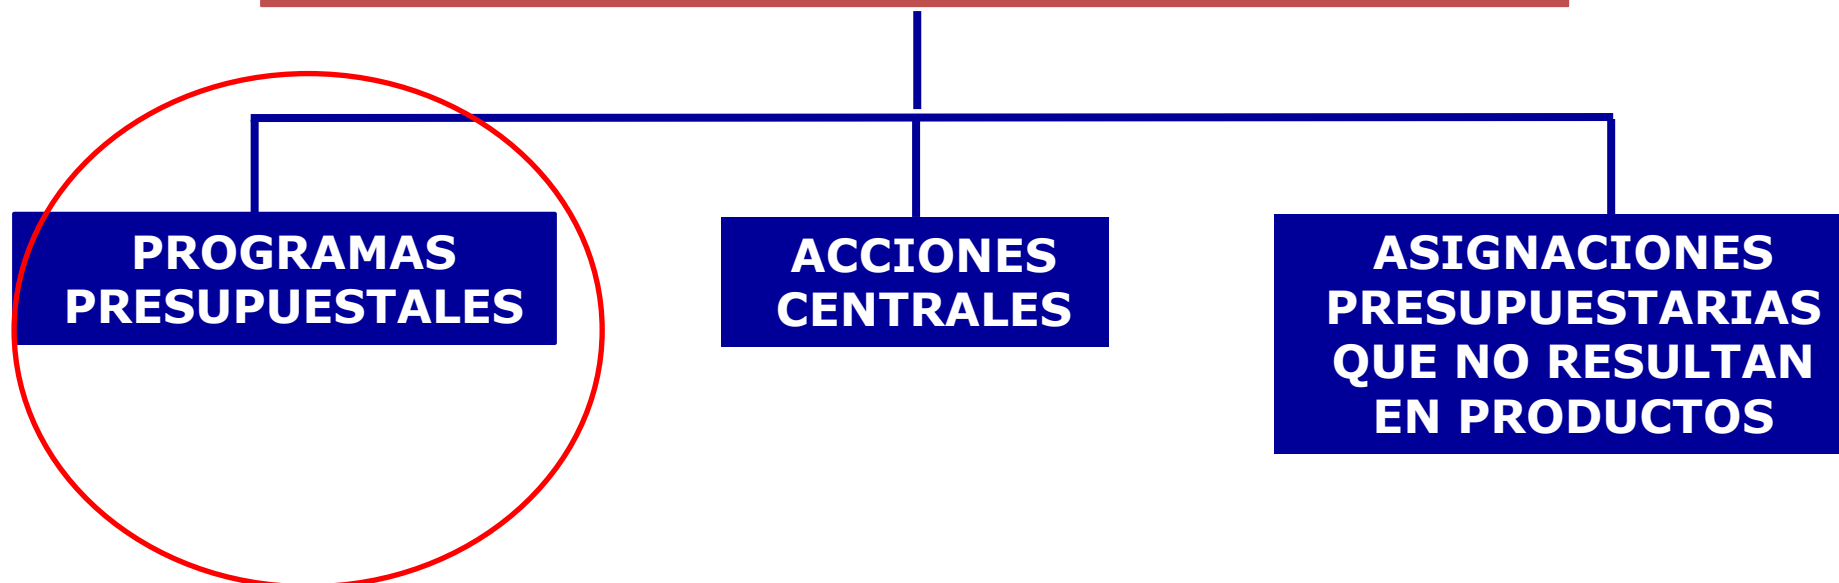 PROGRAMAS
PRESUPUESTALES
ACCIONES
CENTRALES
ASIGNACIONES
PRESUPUESTARIAS
QUE NO RESULTAN
EN PRODUCTOS